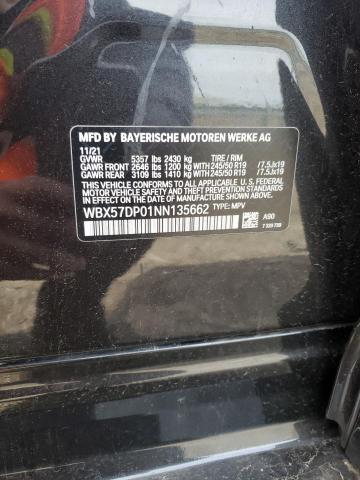 MFD BY BAYERISCHE MOTOREN WERKE AG
11/21
GVWR 5357 lbs 2430 kg TIRE / RIM
GAWR FRONT 2646 lbs 1200 kg WITH 245/50 R19 /7.5Jx19
GAWR REAR 3109 lbs 1410 kg WITH 245/50 R19 /7.5Jx19
THIS VEHICLE CONFORMS TO ALL APPLICABLE FEDERAL
MOTOR VEHICLE SAFETY, BUMPER AND THEFT PREVENTION
STANDARDS IN EFFECT ON THE DATE OF MANUFACTURE SHOWN ABOVE.
WBX57DP01NN135662 TYPE: MPV
A90